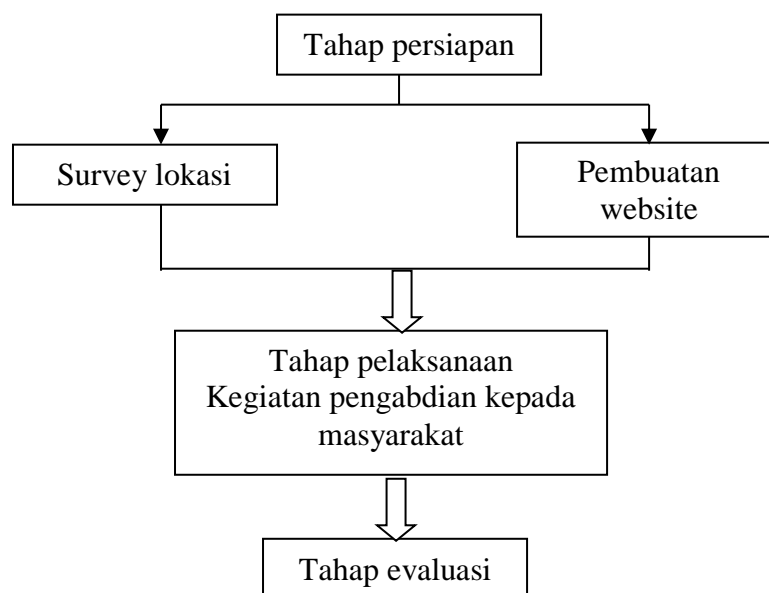 Tahap persiapan
Survey lokasi
Pembuatan
website
Tahap pelaksanaan
Kegiatan pengabdian kepada
masyarakat
Tahap evaluasi